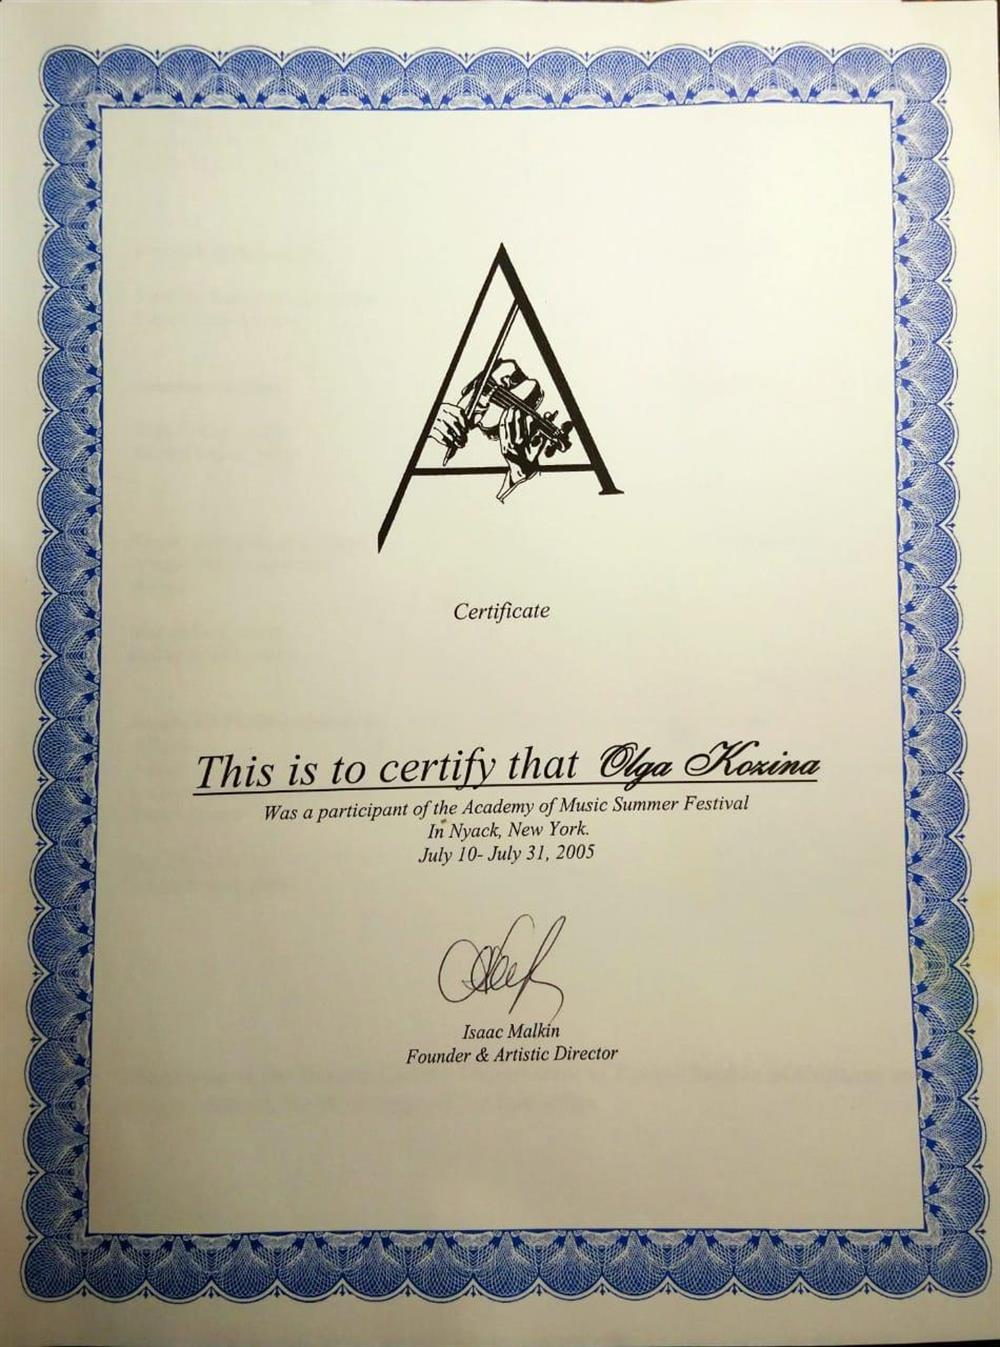 Certificate
This is to certify that Olga Kozina
Was a participant of the Academy of Music Summer Festival
In Nyack, New York.
July 10- July 31, 2005
Isaac Malkin
Founder & Artistic Director